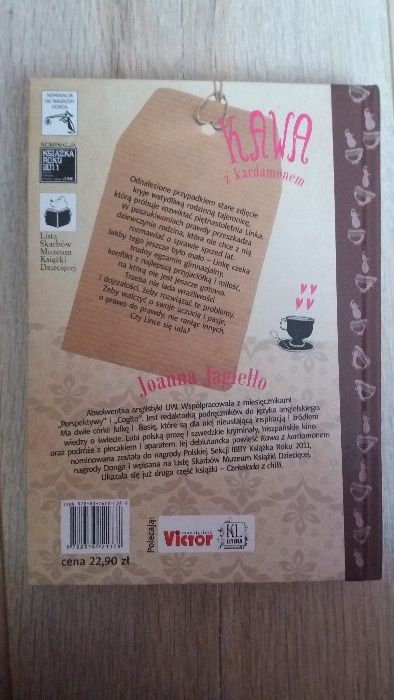 NOMINACJA
DO NAGRODY
DONGA
NOMINACJA
KSIĄŻKA
ROKU
2011
Lista
Skarbów
Muzeum
Książki
Dziecięcej
KAWA
z kardamonem
Odnalezione przypadkiem stare zdjęcie
kryje wstydliwą rodzinną tajemnicę,
którą próbuje rozwikłać piętnastoletnia Linka.
W poszukiwaniach prawdy przeszkadza
dziewczynie rodzina, która nie chce z nią
rozmawiać o sprawie sprzed lat.
Jakby tego jeszcze było mało – Linkę czeka
trudny egzamin gimnazjalny,
konflikt z najlepszą przyjaciółką i miłość,
na którą nie jest jeszcze gotowa.
Trzeba nie lada wrażliwości
i dojrzałości, żeby rozwiązać te problemy.
Żeby walczyć o swoje uczucia i pasje,
o prawo do prawdy, nie raniąc innych.
Czy Lince się uda?
Joanna Jagiełło
Absolwentka anglistyki UW. Współpracowała z miesięcznikami
„Perspektywy" i „Cogito". Jest redaktorką podręczników do języka angielskiego.
Ma dwie córki: Julkę i Basię, które są dla niej nieustającą inspiracją i źródłem
wiedzy o świecie. Lubi polską prozę i szwedzkie kryminały, hiszpańskie kino
oraz podróże z plecakiem i aparatem. Jej debiutancka powieść Kawa z kardamonem
nominowana została do nagrody Polskiej Sekcji IBBY Książka Roku 2011,
nagrody Donga i wpisana na Listę Skarbów Muzeum Książki Dziecięcej.
Ukazała się już druga część książki – Czekolada z chili.
cena 22,90 zł
Polecają:
Victor
KL
LITERA